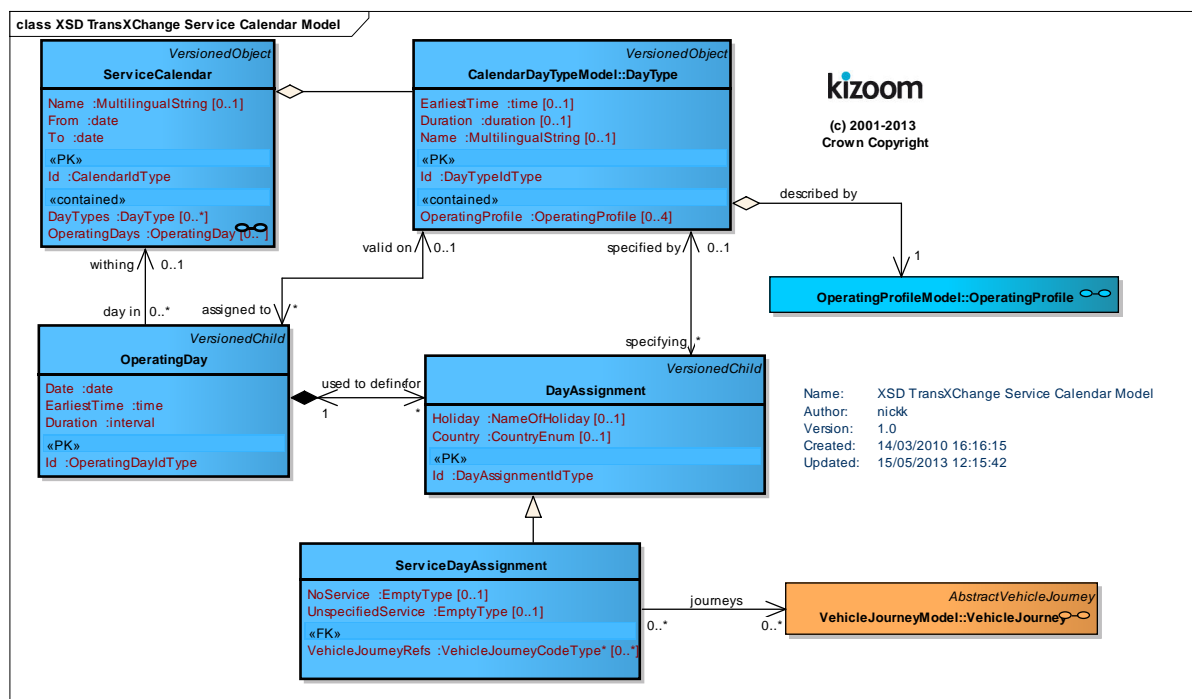 class XSD TransXChange Service Calendar Model
VersionedObject
ServiceCalendar
Name :MultilingualString [0..1]
From :date
To :date
«PK»
Id :CalendarIdType
«contained»
DayTypes :DayType [0..*]
OperatingDays :OperatingDay [0..*]
VersionedObject
CalendarDayTypeModel::DayType
EarliestTime :time [0..1]
Duration :duration [0..1]
Name :MultilingualString [0..1]
«PK»
Id :DayTypeIdType
«contained»
OperatingProfile :OperatingProfile [0..4]
kizoom
(c) 2001-2013
Crown Copyright
described by
1
OperatingProfileModel::OperatingProfile
withing
0..1
day in
0..*
valid on
0..1
assigned to
*
specified by
0..1
specifying
*
VersionedChild
OperatingDay
Date :date
EarliestTime :time
Duration :interval
«PK»
Id :OperatingDayIdType
used to define
for
1
*
VersionedChild
DayAssignment
Holiday :NameOfHoliday [0..1]
Country :CountryEnum [0..1]
«PK»
Id :DayAssignmentIdType
Name: XSD TransXChange Service Calendar Model
Author: nickk
Version: 1.0
Created: 14/03/2010 16:16:15
Updated: 15/05/2013 12:15:42
ServiceDayAssignment
NoService :EmptyType [0..1]
UnspecifiedService :EmptyType [0..1]
«FK»
VehicleJourneyRefs :VehicleJourneyCodeType* [0..*]
journeys
0..*
0..*
AbstractVehicleJourney
VehicleJourneyModel::VehicleJourney